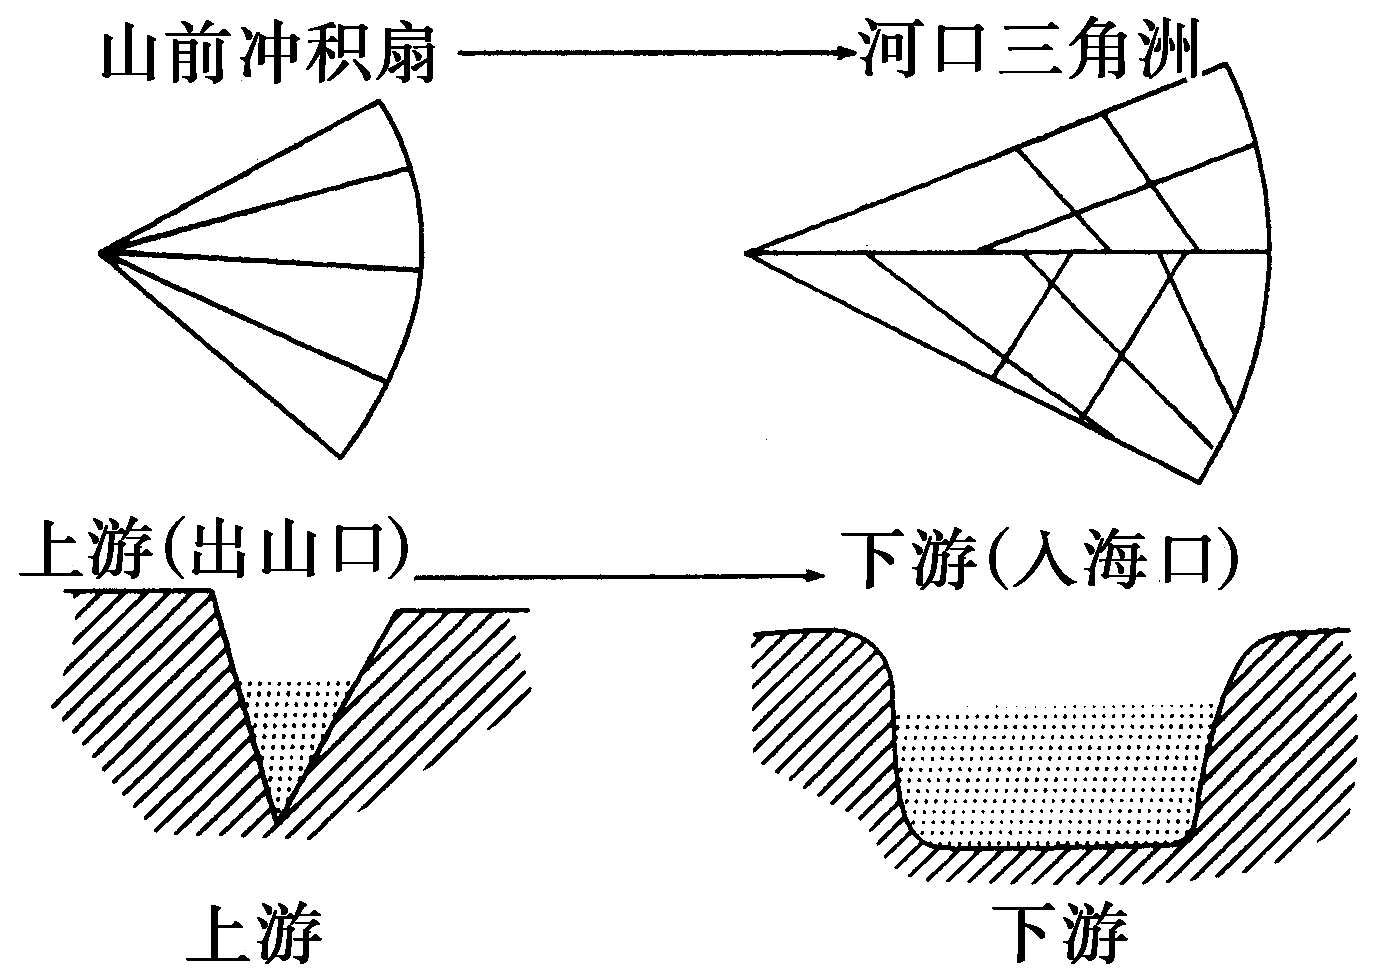 山前冲积扇
河口三角洲
上游(出山口)
下游(入海口)
上游
下游